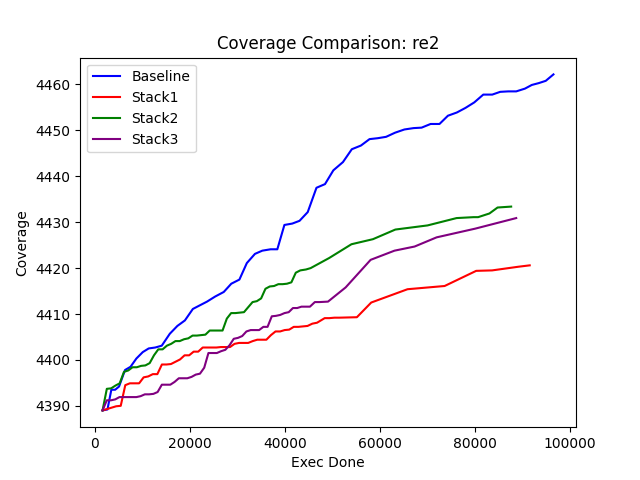 Coverage Comparison: re2
Baseline
Stack1
Stack2
Stack3
Coverage
4460
4450
4440
4430
4420
4410
4400
4390
0 20000 40000 60000 80000 100000
Exec Done